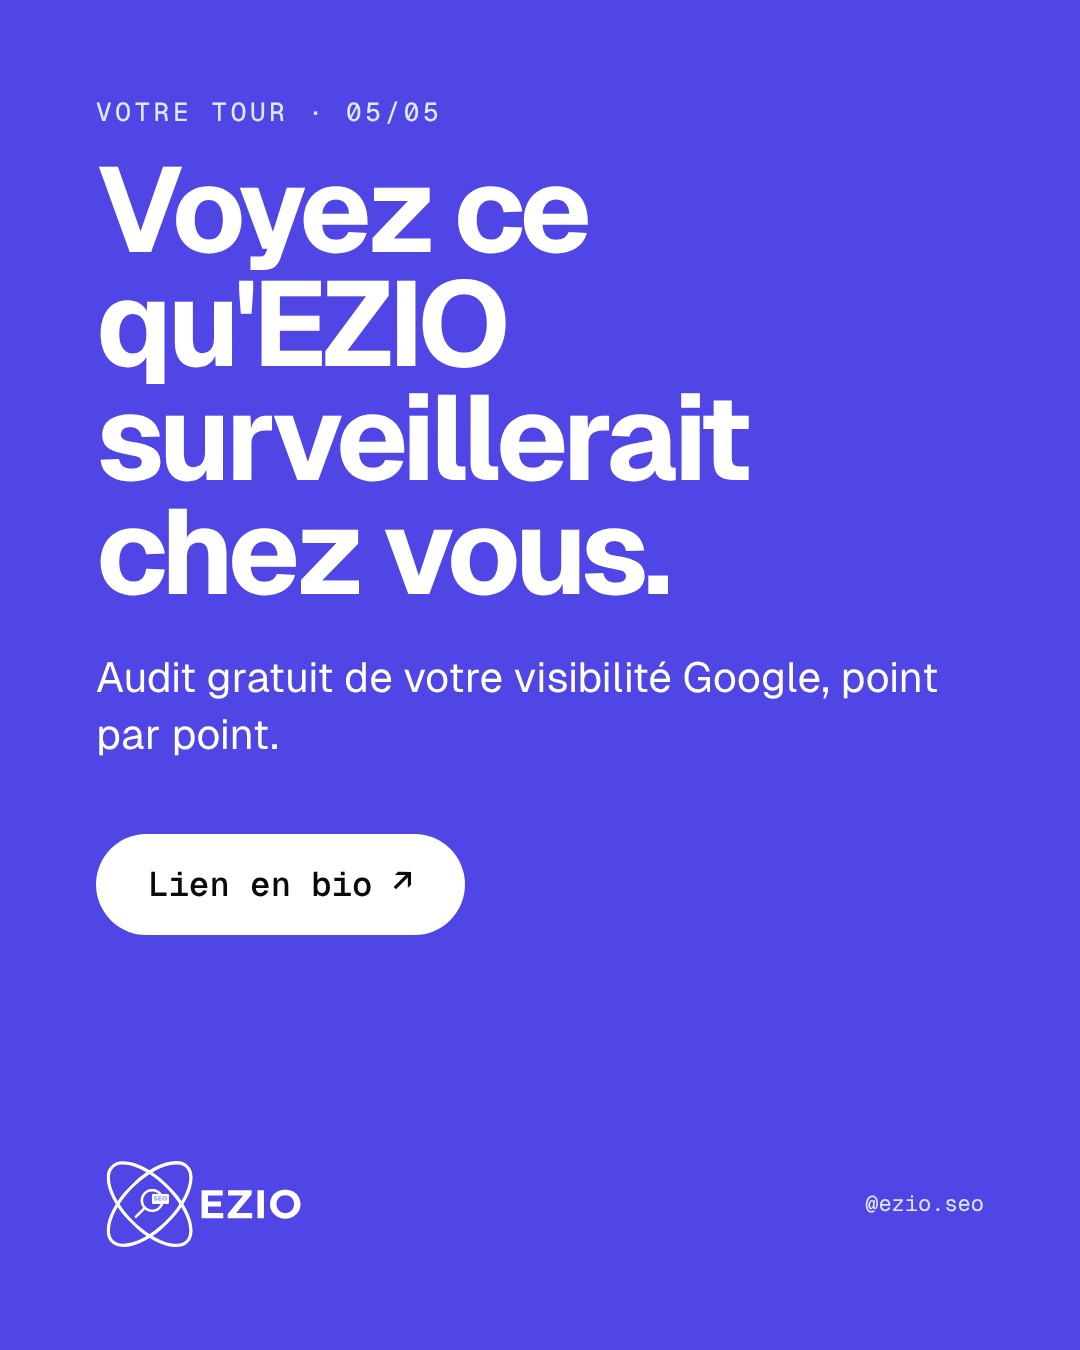 VOTRE TOUR · 05/05
Voyez ce
qu'EZIO
surveillerait
chez vous.
Audit gratuit de votre visibilité Google, point
par point.
Lien en bio ↗
SEO
EZIO
@ezio.seo